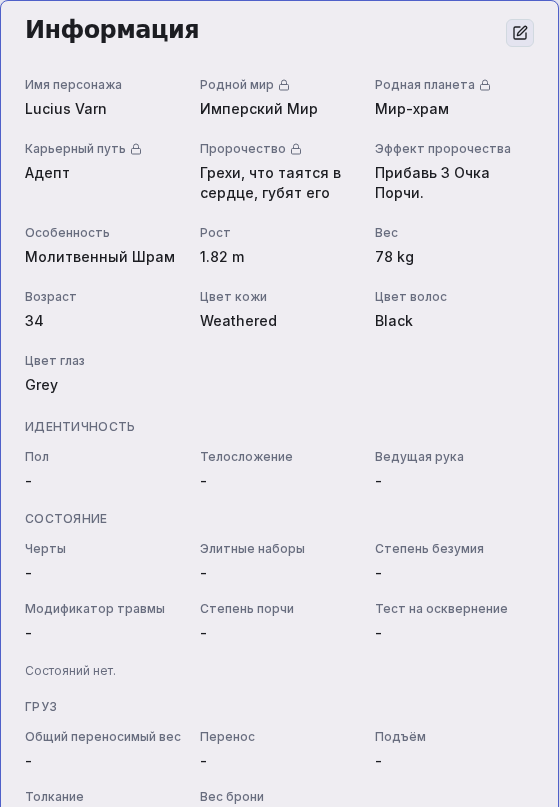 Информация
Имя персонажа Родной мир Родная планета
Lucius Varn Имперский Мир Мир-храм
Карьерный путь Пророчество Эффект пророчества
Адепт Грехи, что таятся в Прибавь 3 Очка
сердце, губят его Порчи.
Особенность Рост Вес
Молитвенный Шрам 1.82 m 78 kg
Возраст Цвет кожи Цвет волос
34 Weathered Black
Цвет глаз
Grey
ИДЕНТИЧНОСТЬ
Пол Телосложение Ведущая рука
- - -
СОСТОЯНИЕ
Черты Элитные наборы Степень безумия
- - -
Модификатор травмы Степень порчи Тест на осквернение
- - -
Состояний нет.
ГРУЗ
Общий переносимый вес Перенос Подъём
- - -
Толкание Вес брони